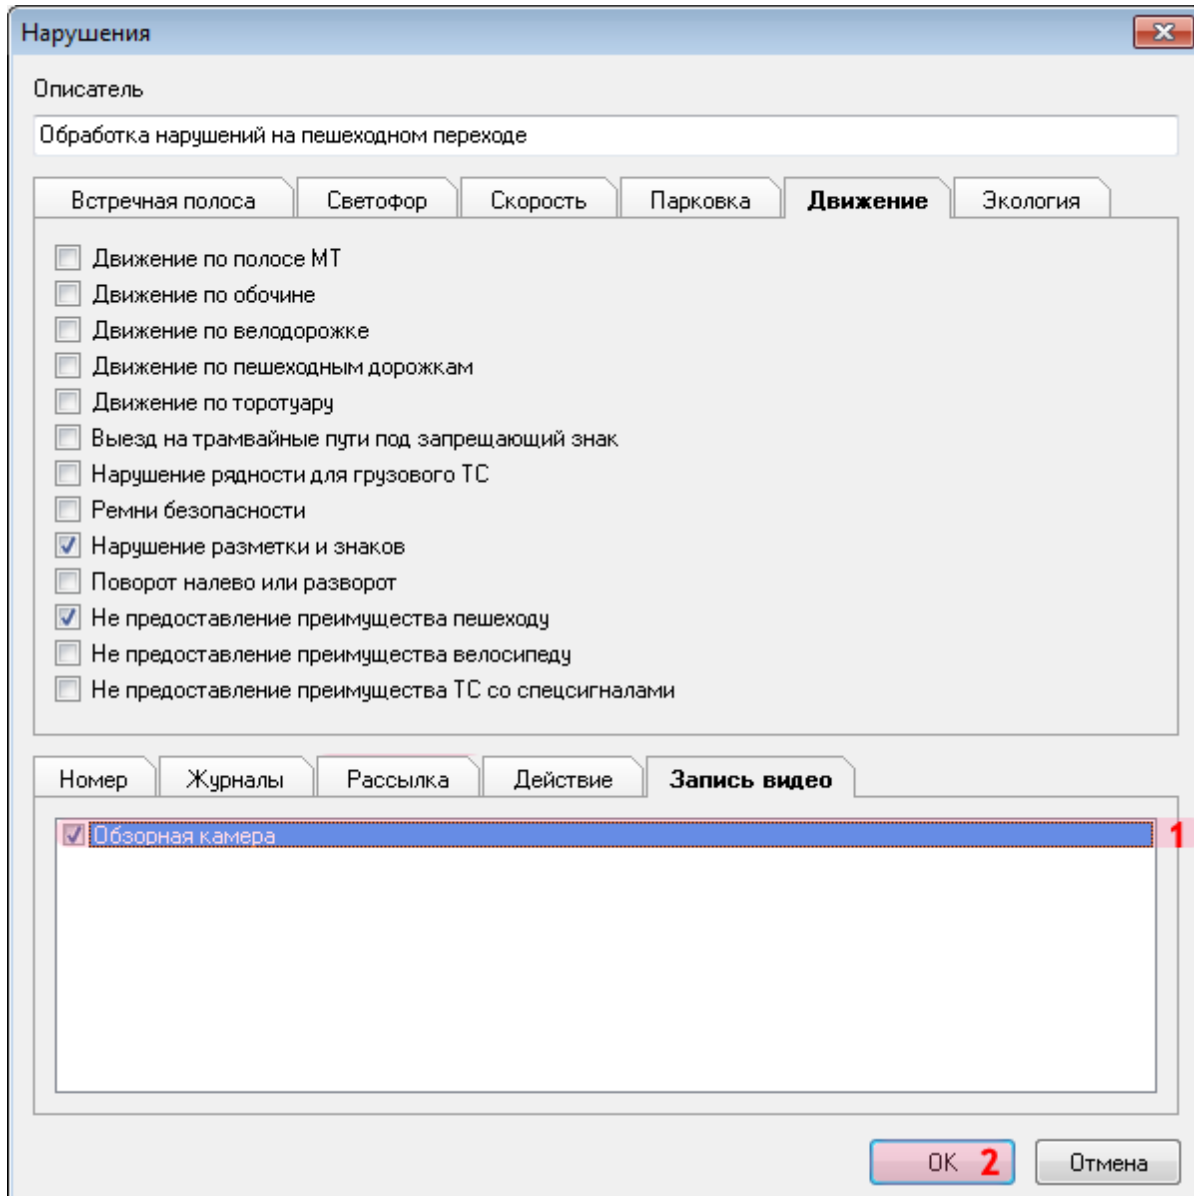 Нарушения
Описатель
Обработка нарушений на пешеходном переходе
Встречная полоса Светофор Скорость Парковка Движение Экология
Движение по полосе МТ
Движение по обочине
Движение по велодорожке
Движение по пешеходным дорожкам
Движение по торотуару
Выезд на трамвайные пути под запрещающий знак
Нарушение рядности для грузового ТС
Ремни безопасности
Нарушение разметки и знаков
Поворот налево или разворот
Не предоставление преимущества пешеходу
Не предоставление преимущества велосипеду
Не предоставление преимущества ТС со спецсигналами
Номер Журналы Рассылка Действие Запись видео
Обзорная камера 1
OK 2 Отмена